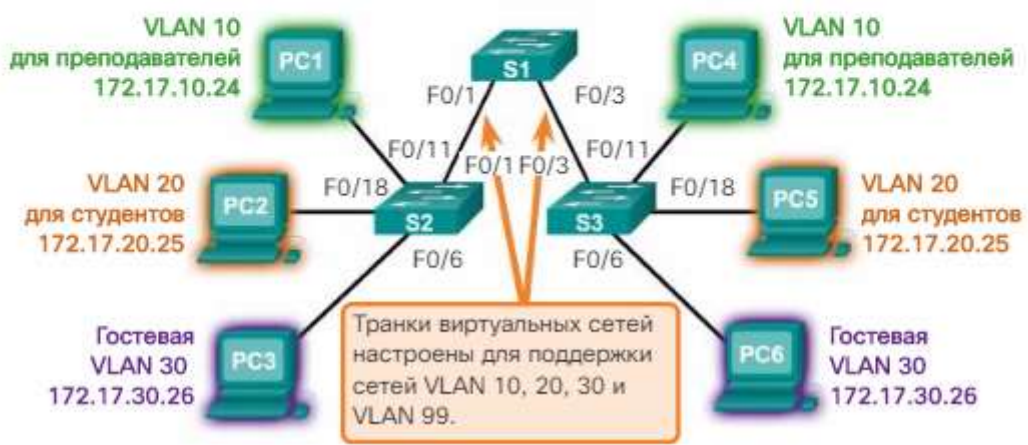 VLAN 10
для преподавателей
172.17.10.24
PC1
S1
PC4
VLAN 10
для преподавателей
172.17.10.24
F0/1
F0/3
F0/11
F0/1
F0/3
F0/11
VLAN 20
для студентов
172.17.20.25
PC2
F0/18
S2
S3
F0/18
PC5
VLAN 20
для студентов
172.17.20.25
F0/6
F0/6
Гостевая
VLAN 30
172.17.30.26
PC3
Транки виртуальных сетей
настроены для поддержки
сетей VLAN 10, 20, 30 и
VLAN 99.
PC6
Гостевая
VLAN 30
172.17.30.26